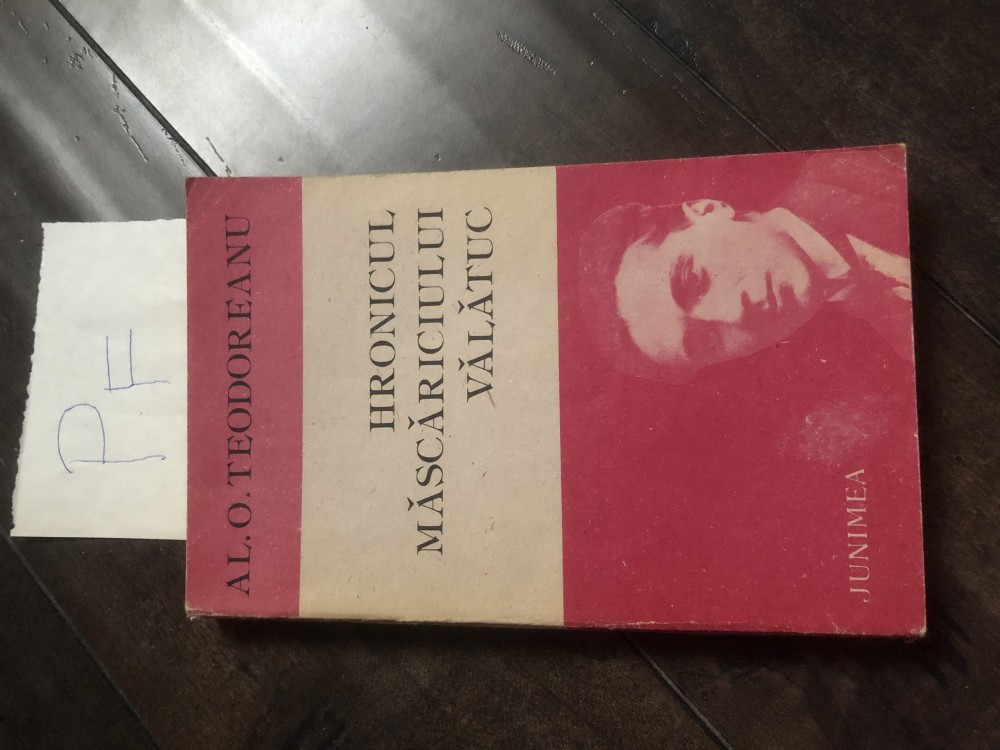 PF
AL. O. TEODOREANU
HRONICUL
MĂSCĂRICIULUI
VĂLĂTUC
JUNIMEA